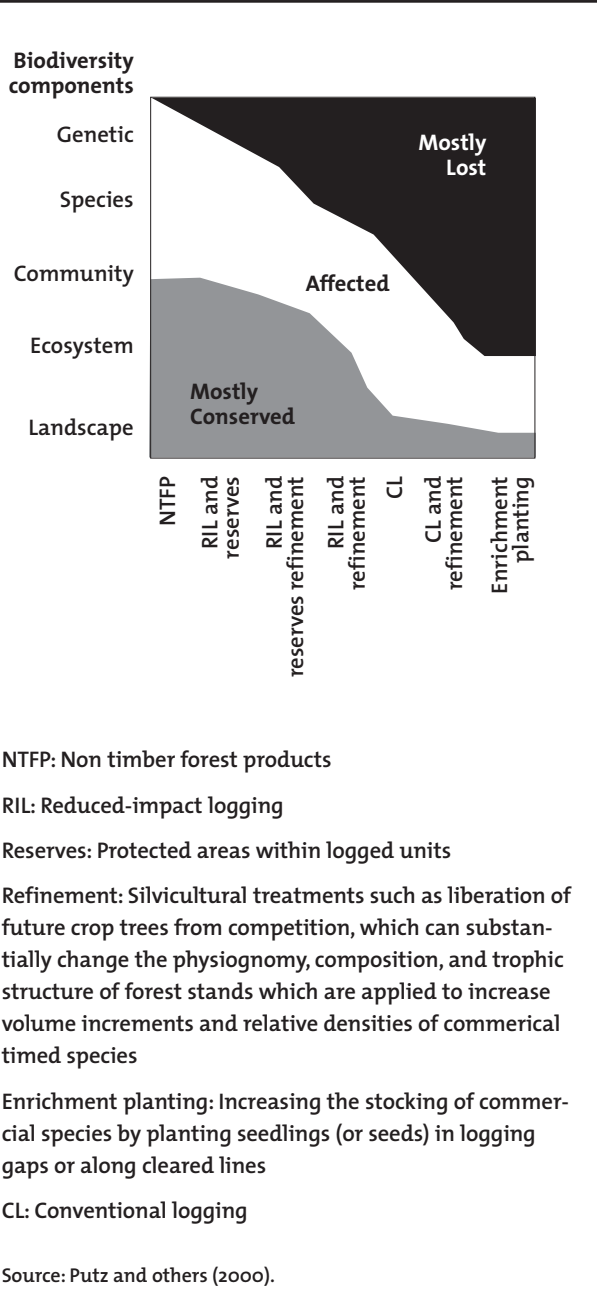 Biodiversity
components
Genetic
Species
Community
Ecosystem
Landscape
Mostly
Lost
Affected
Mostly
Conserved
NTFP
RIL and
reserves
RIL and
reserves refinement
RIL and
refinement
CL
CL and
refinement
Enrichment
planting
NTFP: Non timber forest products
RIL: Reduced-impact logging
Reserves: Protected areas within logged units
Refinement: Silvicultural treatments such as liberation of
future crop trees from competition, which can substan-
tially change the physiognomy, composition, and trophic
structure of forest stands which are applied to increase
volume increments and relative densities of commerical
timed species
Enrichment planting: Increasing the stocking of commer-
cial species by planting seedlings (or seeds) in logging
gaps or along cleared lines
CL: Conventional logging
Source: Putz and others (2000).